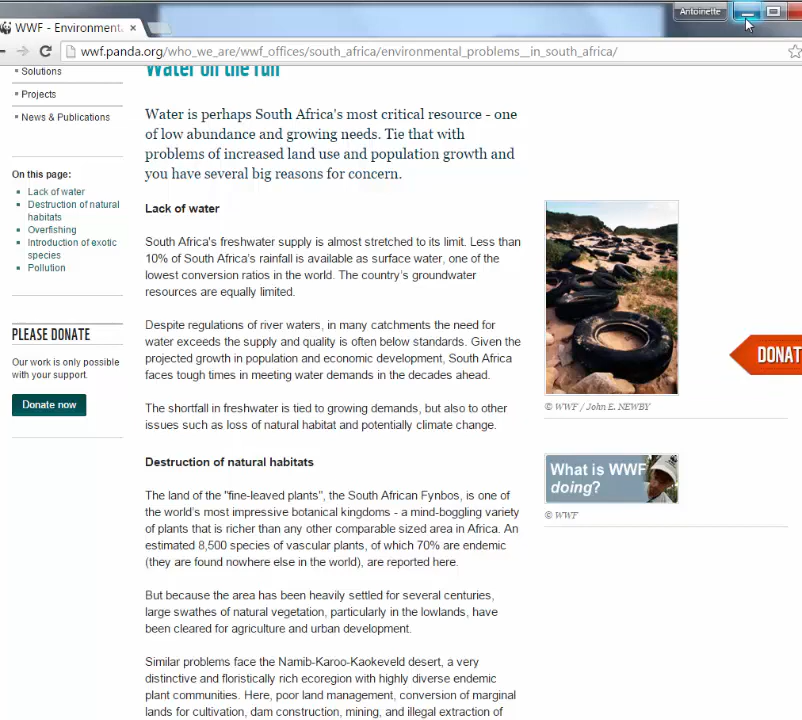 Antoinette
WWF - Environment
wwf.panda.org/who_we_are/wwf_offices/south_africa/environmental_problems__in_south_africa/
Solutions
Projects
News & Publications
On this page:
Lack of water
Destruction of natural
habitats
Overfishing
Introduction of exotic
species
Pollution
PLEASE DONATE
Our work is only possible
with your support.
Donate now
Water on the run
Water is perhaps South Africa's most critical resource - one
of low abundance and growing needs. Tie that with
problems of increased land use and population growth and
you have several big reasons for concern.
Lack of water
South Africa's freshwater supply is almost stretched to its limit. Less than
10% of South Africa's rainfall is available as surface water, one of the
lowest conversion ratios in the world. The country's groundwater
resources are equally limited.
Despite regulations of river waters, in many catchments the need for
water exceeds the supply and quality is often below standards. Given the
projected growth in population and economic development, South Africa
faces tough times in meeting water demands in the decades ahead.
The shortfall in freshwater is tied to growing demands, but also to other
issues such as loss of natural habitat and potentially climate change.
Destruction of natural habitats
The land of the "fine-leaved plants", the South African Fynbos, is one of
the world's most impressive botanical kingdoms - a mind-boggling variety
of plants that is richer than any other comparable sized area in Africa. An
estimated 8,500 species of vascular plants, of which 70% are endemic
(they are found nowhere else in the world), are reported here.
But because the area has been heavily settled for several centuries,
large swathes of natural vegetation, particularly in the lowlands, have
been cleared for agriculture and urban development.
Similar problems face the Namib-Karoo-Kaokeveld desert, a very
distinctive and floristically rich ecoregion with highly diverse endemic
plant communities. Here, poor land management, conversion of marginal
lands for cultivation, dam construction, mining, and illegal extraction of
© WWF / John E. NEWBY
DONAT
What is WWF
doing?
© WWF